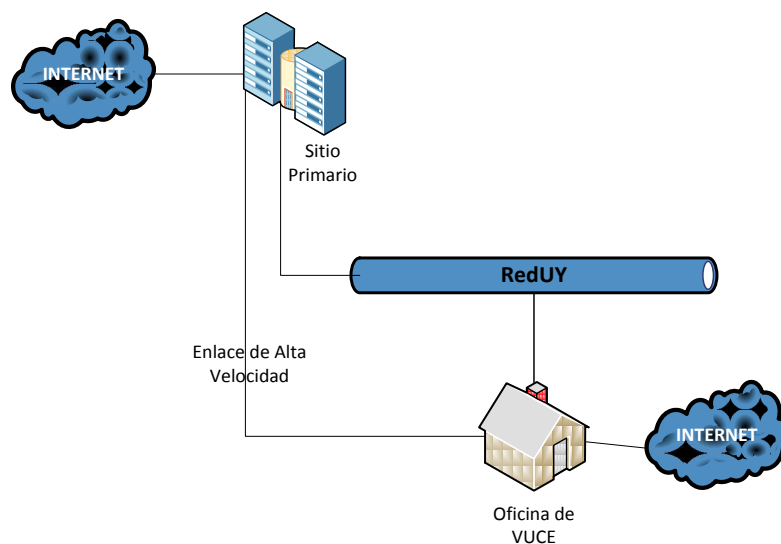 INTERNET
Sitio
Primario
RedUY
Enlace de Alta
Velocidad
INTERNET
Oficina de
VUCE